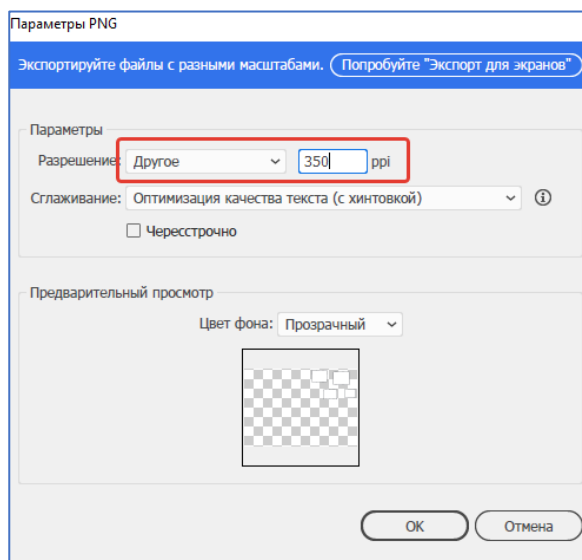 Параметры PNG
Экспортируйте файлы с разными масштабами. Попробуйте "Экспорт для экранов"
Параметры
Разрешение: Другое 350 ppi
Сглаживание: Оптимизация качества текста (с хинтовкой)
Чересстрочно
Предварительный просмотр
Цвет фона: Прозрачный
OK Отмена